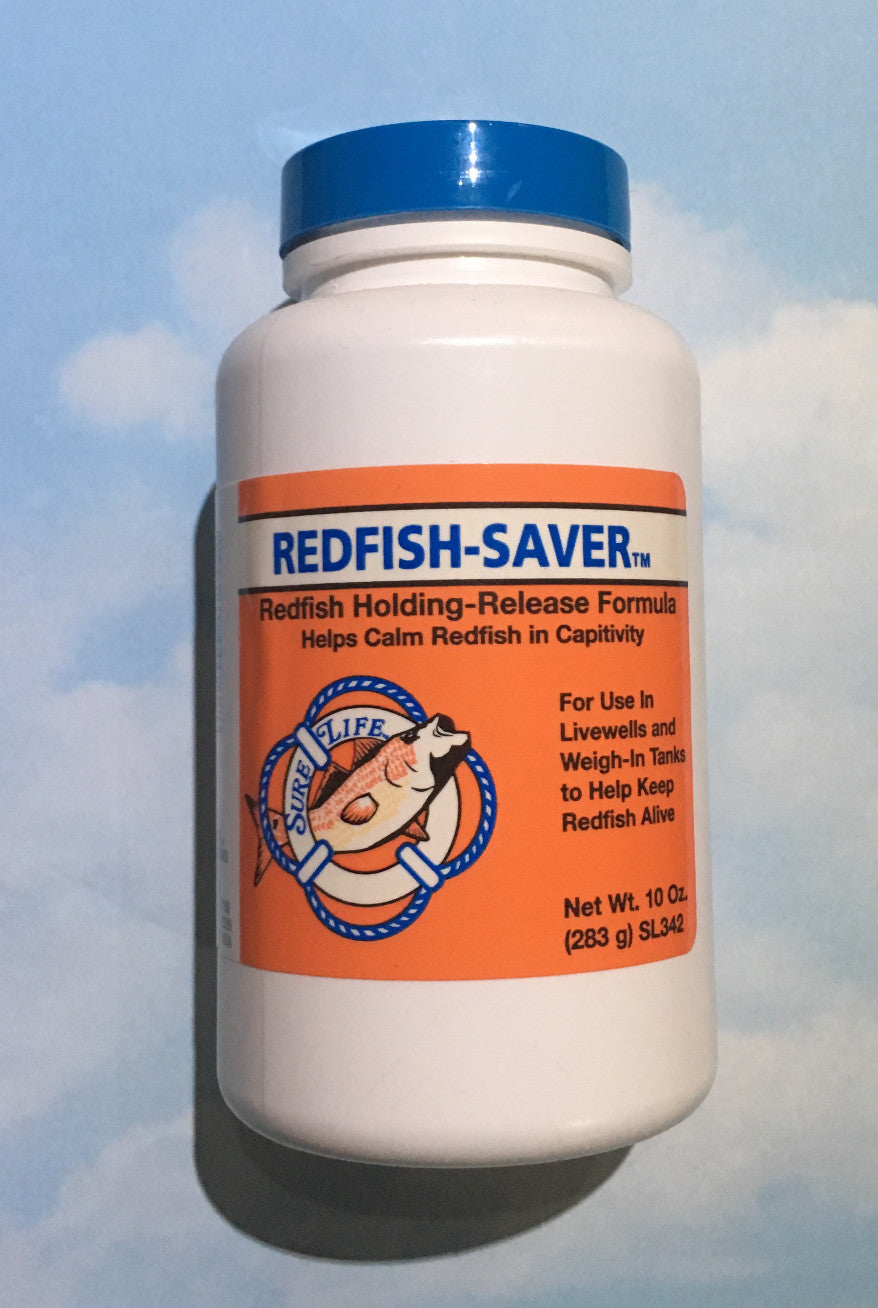 REDFISH-SAVER™
Redfish Holding-Release Formula
Helps Calm Redfish in Capitivity
SURE LIFE™
For Use In
Livewells and
Weigh-In Tanks
to Help Keep
Redfish Alive
Net Wt. 10 Oz.
(283 g) SL342